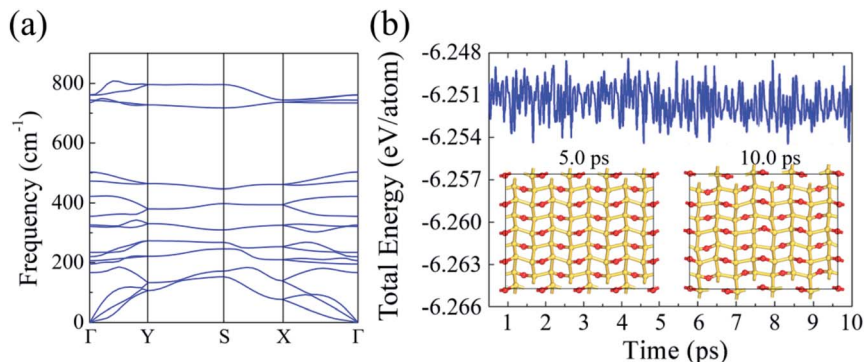 (a)
Frequency (cm⁻¹)
800
600
400
200
0
Γ Y S X Γ
(b)
Total Energy (eV/atom)
-6.248
-6.251
-6.254
-6.257
-6.260
-6.263
-6.266
5.0 ps 10.0 ps
1 2 3 4 5 6 7 8 9 10
Time (ps)